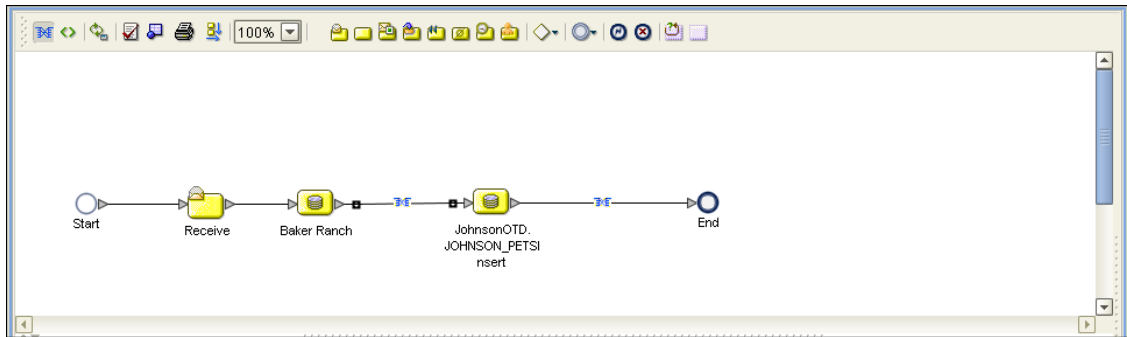 100%
Start
Receive
Baker Ranch
JohnsonOTD.
JOHNSON_PETSI
nsert
End